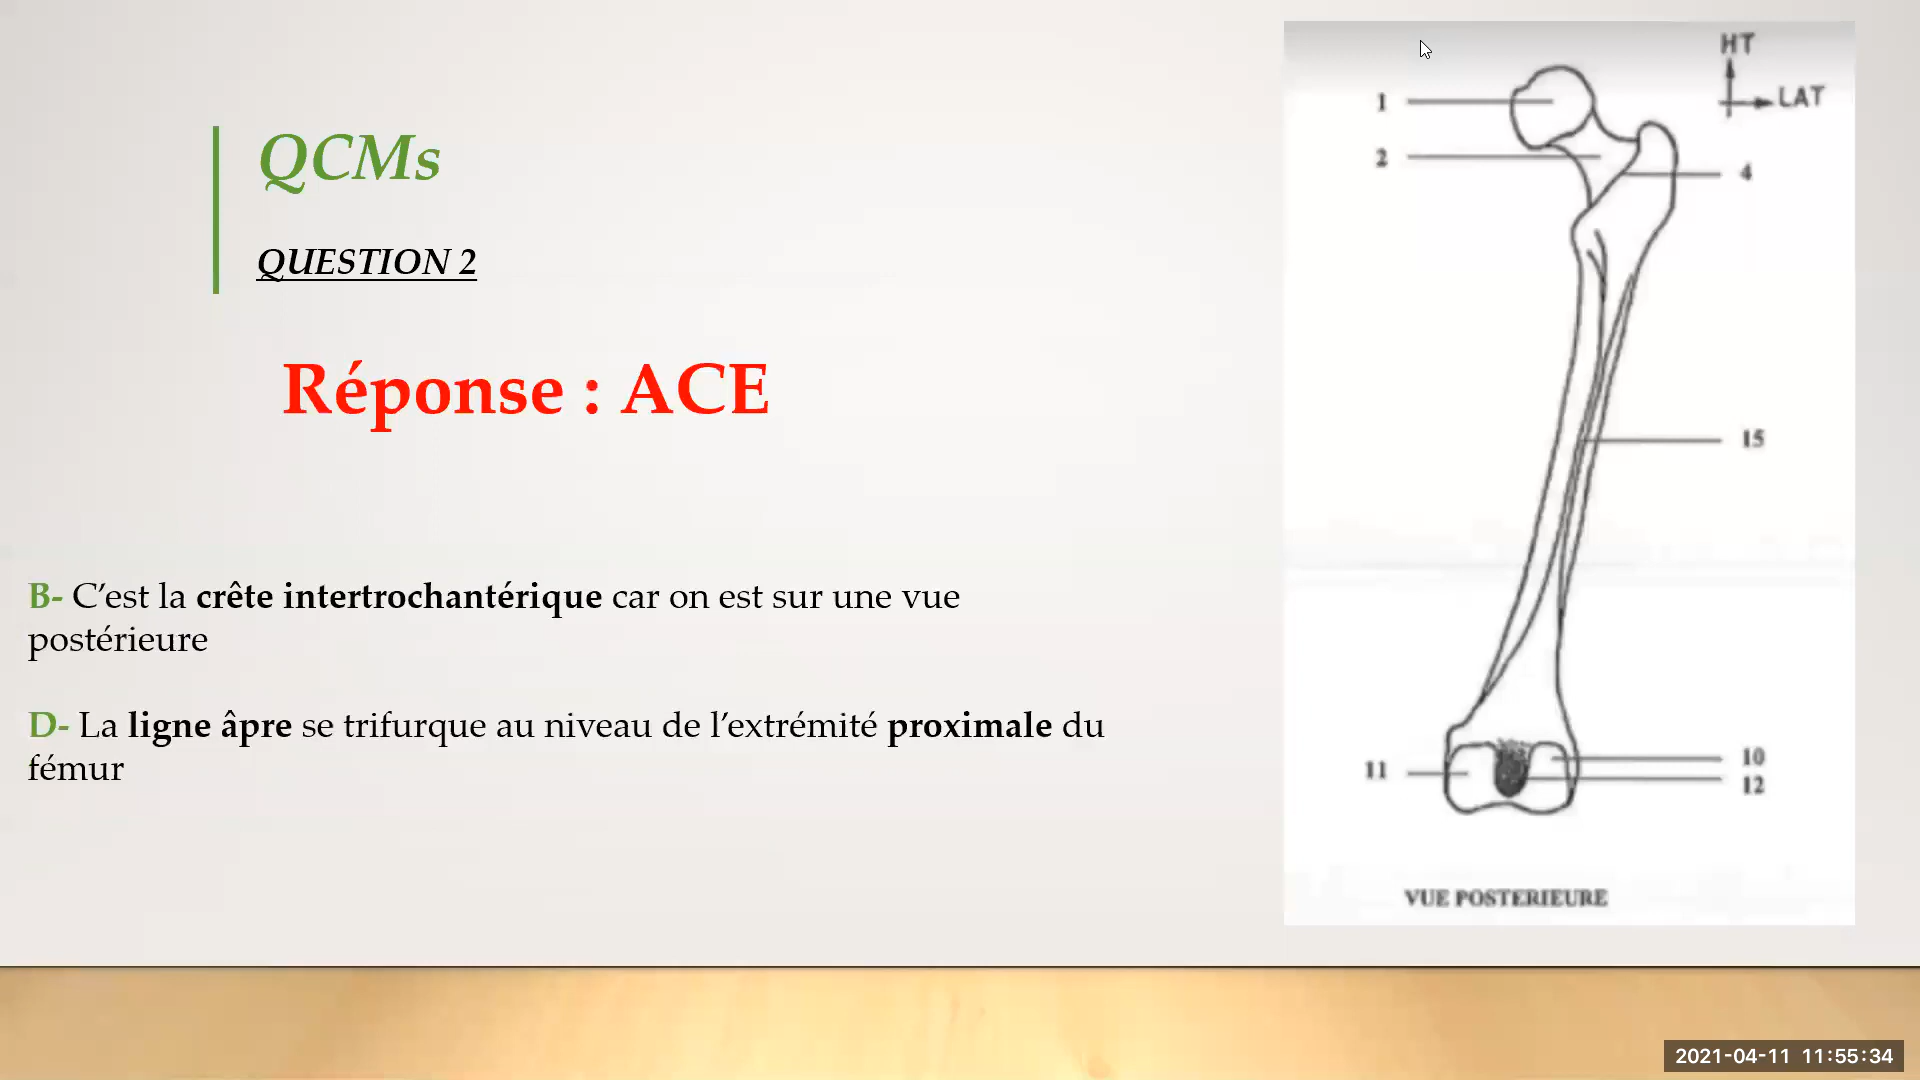 QCMs
QUESTION 2
Réponse : ACE
B- C’est la crête intertrochantérique car on est sur une vue
postérieure
D- La ligne âpre se trifurque au niveau de l’extrémité proximale du
fémur
HT
LAT
1
2
4
15
10
11
12
VUE POSTERIEURE
2021-04-11 11:55:34